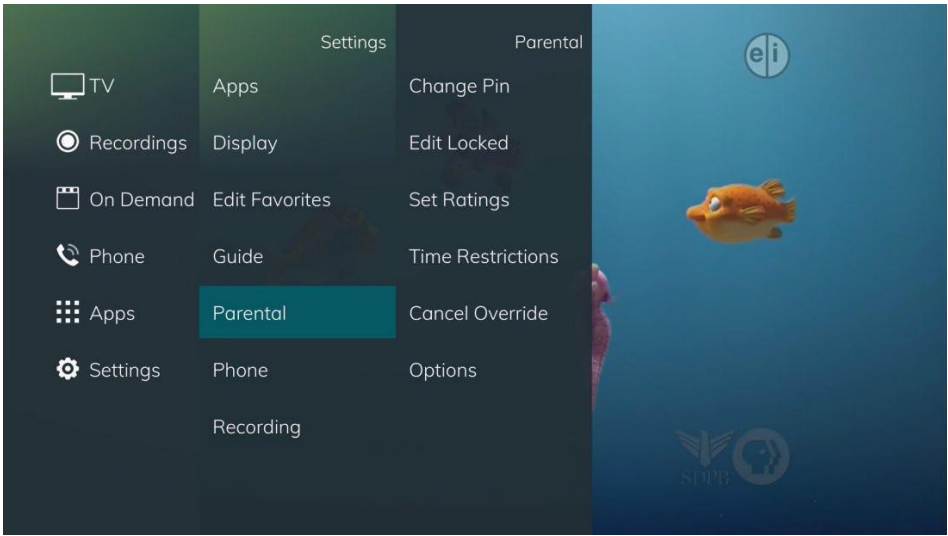 Settings
Parental
TV
Apps
Change Pin
Recordings
Display
Edit Locked
On Demand
Edit Favorites
Set Ratings
Phone
Guide
Time Restrictions
Apps
Parental
Cancel Override
Settings
Phone
Options
Recording
e|i
SDPB